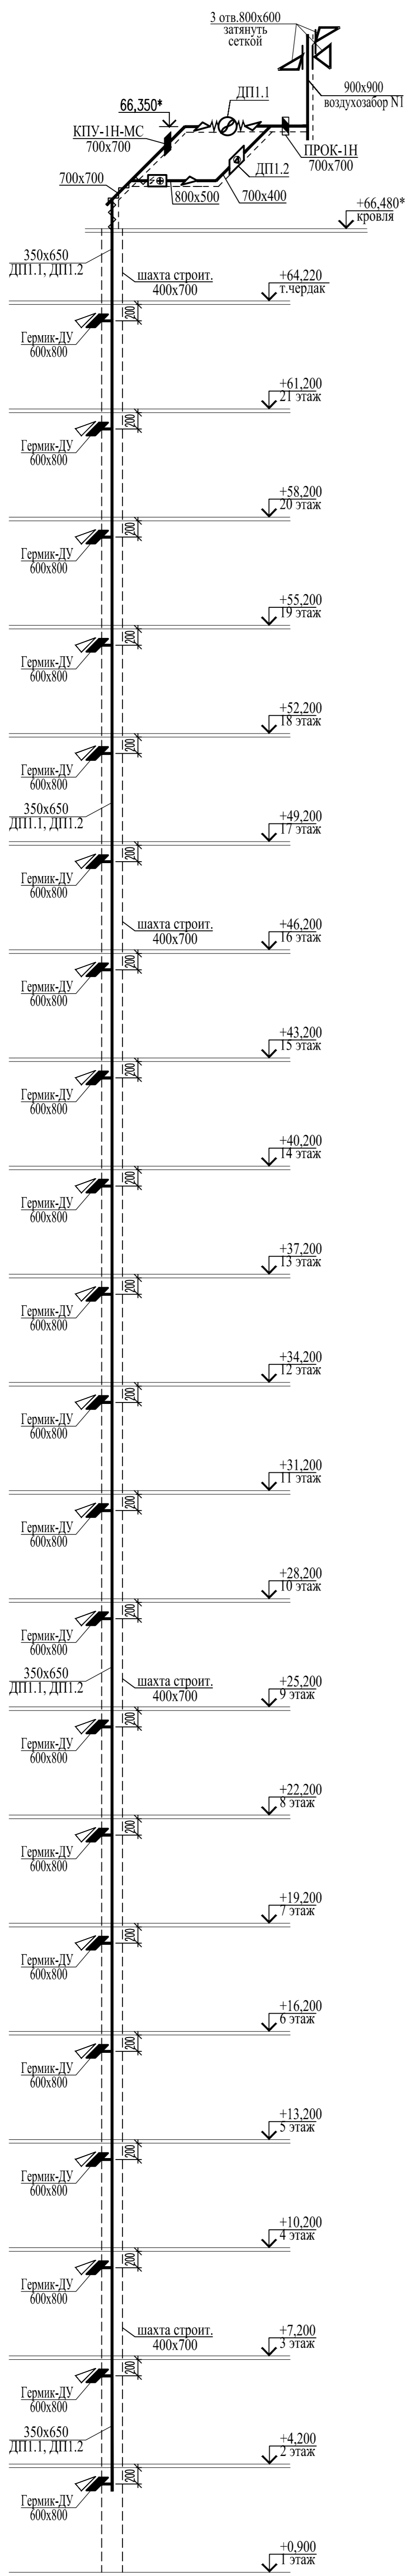 3 отв.800х600
затянуть
сеткой
ДП1.1
900х900
воздухозабор N1
66,350*
КПУ-1Н-МС
700х700
ПРОК-1Н
700х700
ДП1.2
700х700
800х500
700х400
+66,480*
кровля
350х650
ДП1.1, ДП1.2
шахта строит.
400х700
+64,220
т.чердак
200
Гермик-ДУ
600х800
+61,200
21 этаж
200
Гермик-ДУ
600х800
+58,200
20 этаж
200
Гермик-ДУ
600х800
+55,200
19 этаж
200
Гермик-ДУ
600х800
+52,200
18 этаж
200
Гермик-ДУ
600х800
350х650
ДП1.1, ДП1.2
+49,200
17 этаж
200
Гермик-ДУ
600х800
шахта строит.
400х700
+46,200
16 этаж
200
Гермик-ДУ
600х800
+43,200
15 этаж
200
Гермик-ДУ
600х800
+40,200
14 этаж
200
Гермик-ДУ
600х800
+37,200
13 этаж
200
Гермик-ДУ
600х800
+34,200
12 этаж
200
Гермик-ДУ
600х800
+31,200
11 этаж
200
Гермик-ДУ
600х800
+28,200
10 этаж
200
Гермик-ДУ
600х800
350х650
ДП1.1, ДП1.2
шахта строит.
400х700
+25,200
9 этаж
200
Гермик-ДУ
600х800
+22,200
8 этаж
200
Гермик-ДУ
600х800
+19,200
7 этаж
200
Гермик-ДУ
600х800
+16,200
6 этаж
200
Гермик-ДУ
600х800
+13,200
5 этаж
200
Гермик-ДУ
600х800
+10,200
4 этаж
200
Гермик-ДУ
600х800
шахта строит.
400х700
+7,200
3 этаж
200
Гермик-ДУ
600х800
350х650
ДП1.1, ДП1.2
+4,200
2 этаж
200
Гермик-ДУ
600х800
+0,900
1 этаж